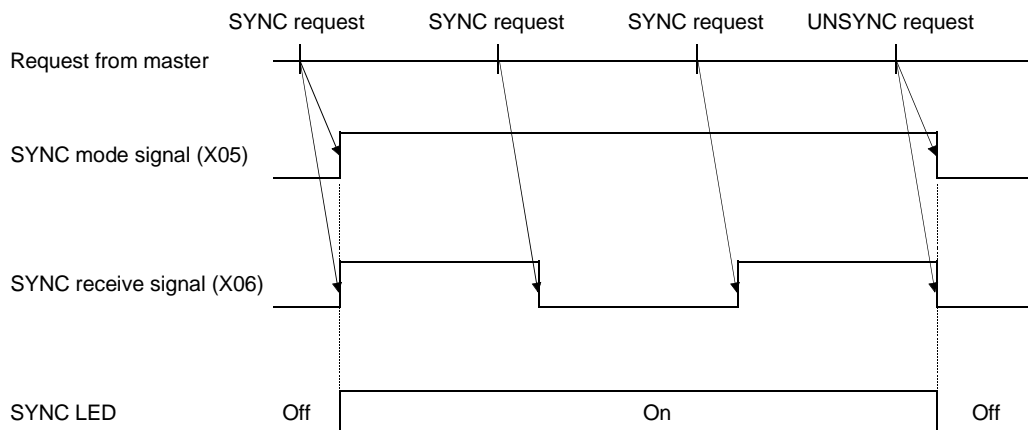 SYNC request SYNC request SYNC request UNSYNC request
Request from master
SYNC mode signal (X05)
SYNC receive signal (X06)
SYNC LED Off On Off